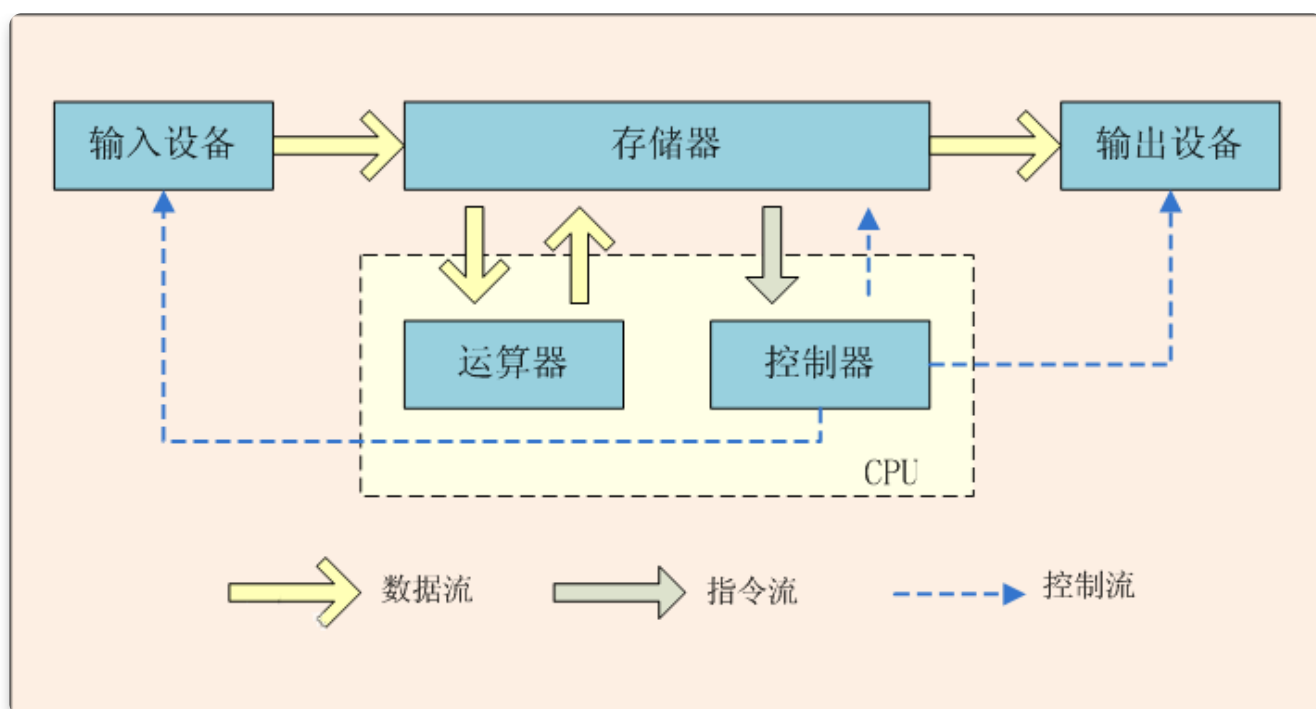 输入设备
存储器
输出设备
运算器
控制器
CPU
数据流
指令流
控制流